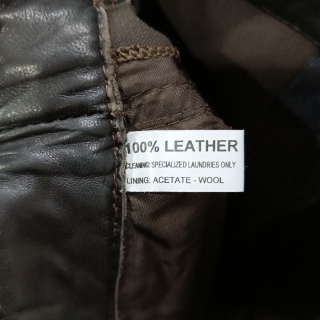 100% LEATHER
CLEANING: SPECIALIZED LAUNDRIES ONLY
LINING: ACETATE - WOOL